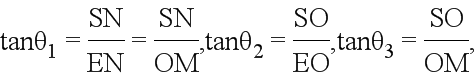 tanθ₁ = SN/EN = SN/OM, tanθ₂ = SO/EO, tanθ₃ = SO/OM,